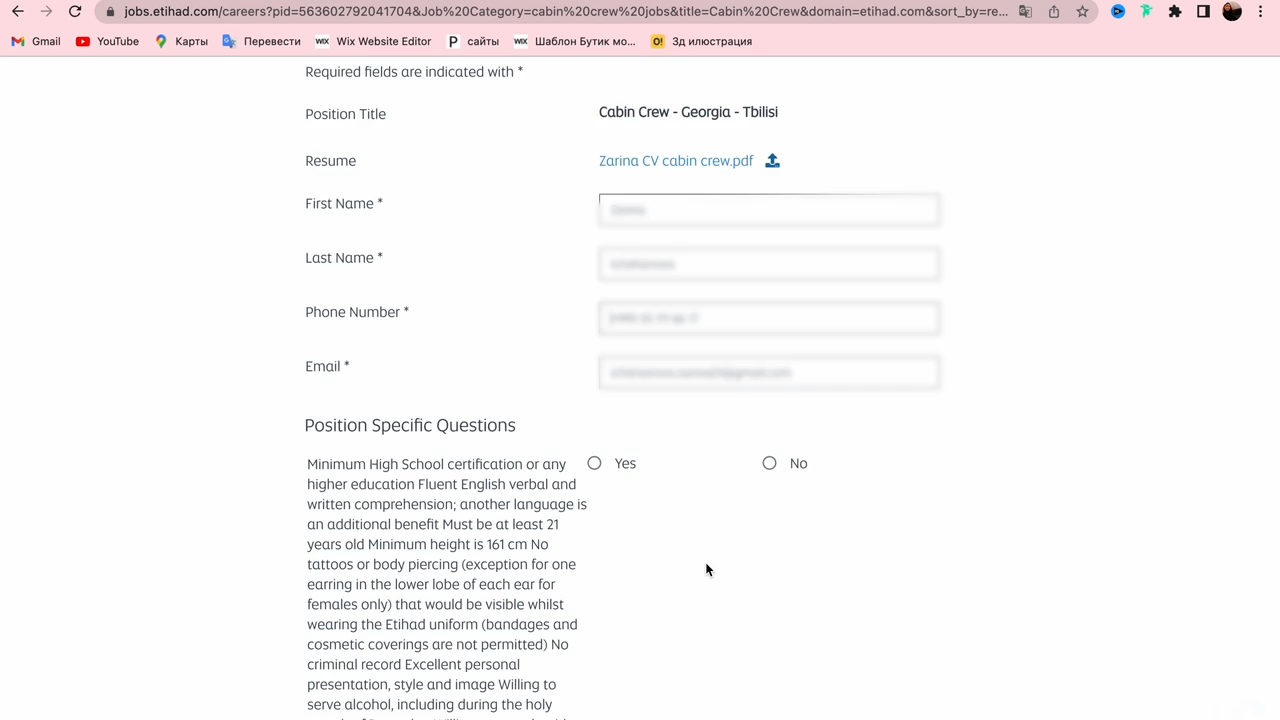 jobs.etihad.com/careers?pid=563602792041704&Job%20Category=cabin%20crew%20jobs&title=Cabin%20Crew&domain=etihad.com&sort_by=re...
Gmail YouTube Карты Перевести WIX Wix Website Editor P сайты WIX Шаблон Бутик мо... O! 3д илюстрация
Required fields are indicated with *
Position Title Cabin Crew - Georgia - Tbilisi
Resume Zarina CV cabin crew.pdf
First Name *
Last Name *
Phone Number *
Email *
Position Specific Questions
Minimum High School certification or any Yes No
higher education Fluent English verbal and
written comprehension; another language is
an additional benefit Must be at least 21
years old Minimum height is 161 cm No
tattoos or body piercing (exception for one
earring in the lower lobe of each ear for
females only) that would be visible whilst
wearing the Etihad uniform (bandages and
cosmetic coverings are not permitted) No
criminal record Excellent personal
presentation, style and image Willing to
serve alcohol, including during the holy